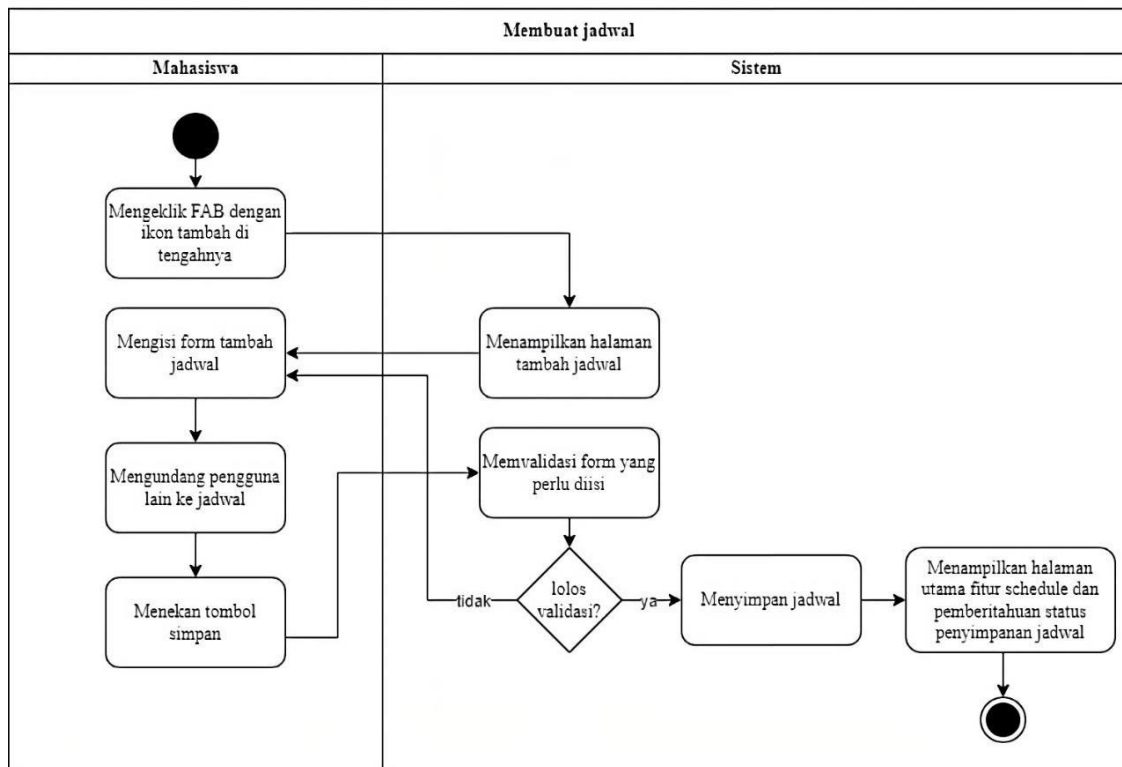 Membuat jadwal
Mahasiswa
Sistem
Mengeklik FAB dengan
ikon tambah di
tengahnya
Menampilkan halaman
tambah jadwal
Mengisi form tambah
jadwal
Mengundang pengguna
lain ke jadwal
Menekan tombol
simpan
Memvalidasi form yang
perlu diisi
lolos
validasi?
tidak
ya
Menyimpan jadwal
Menampilkan halaman
utama fitur schedule dan
pemberitahuan status
penyimpanan jadwal